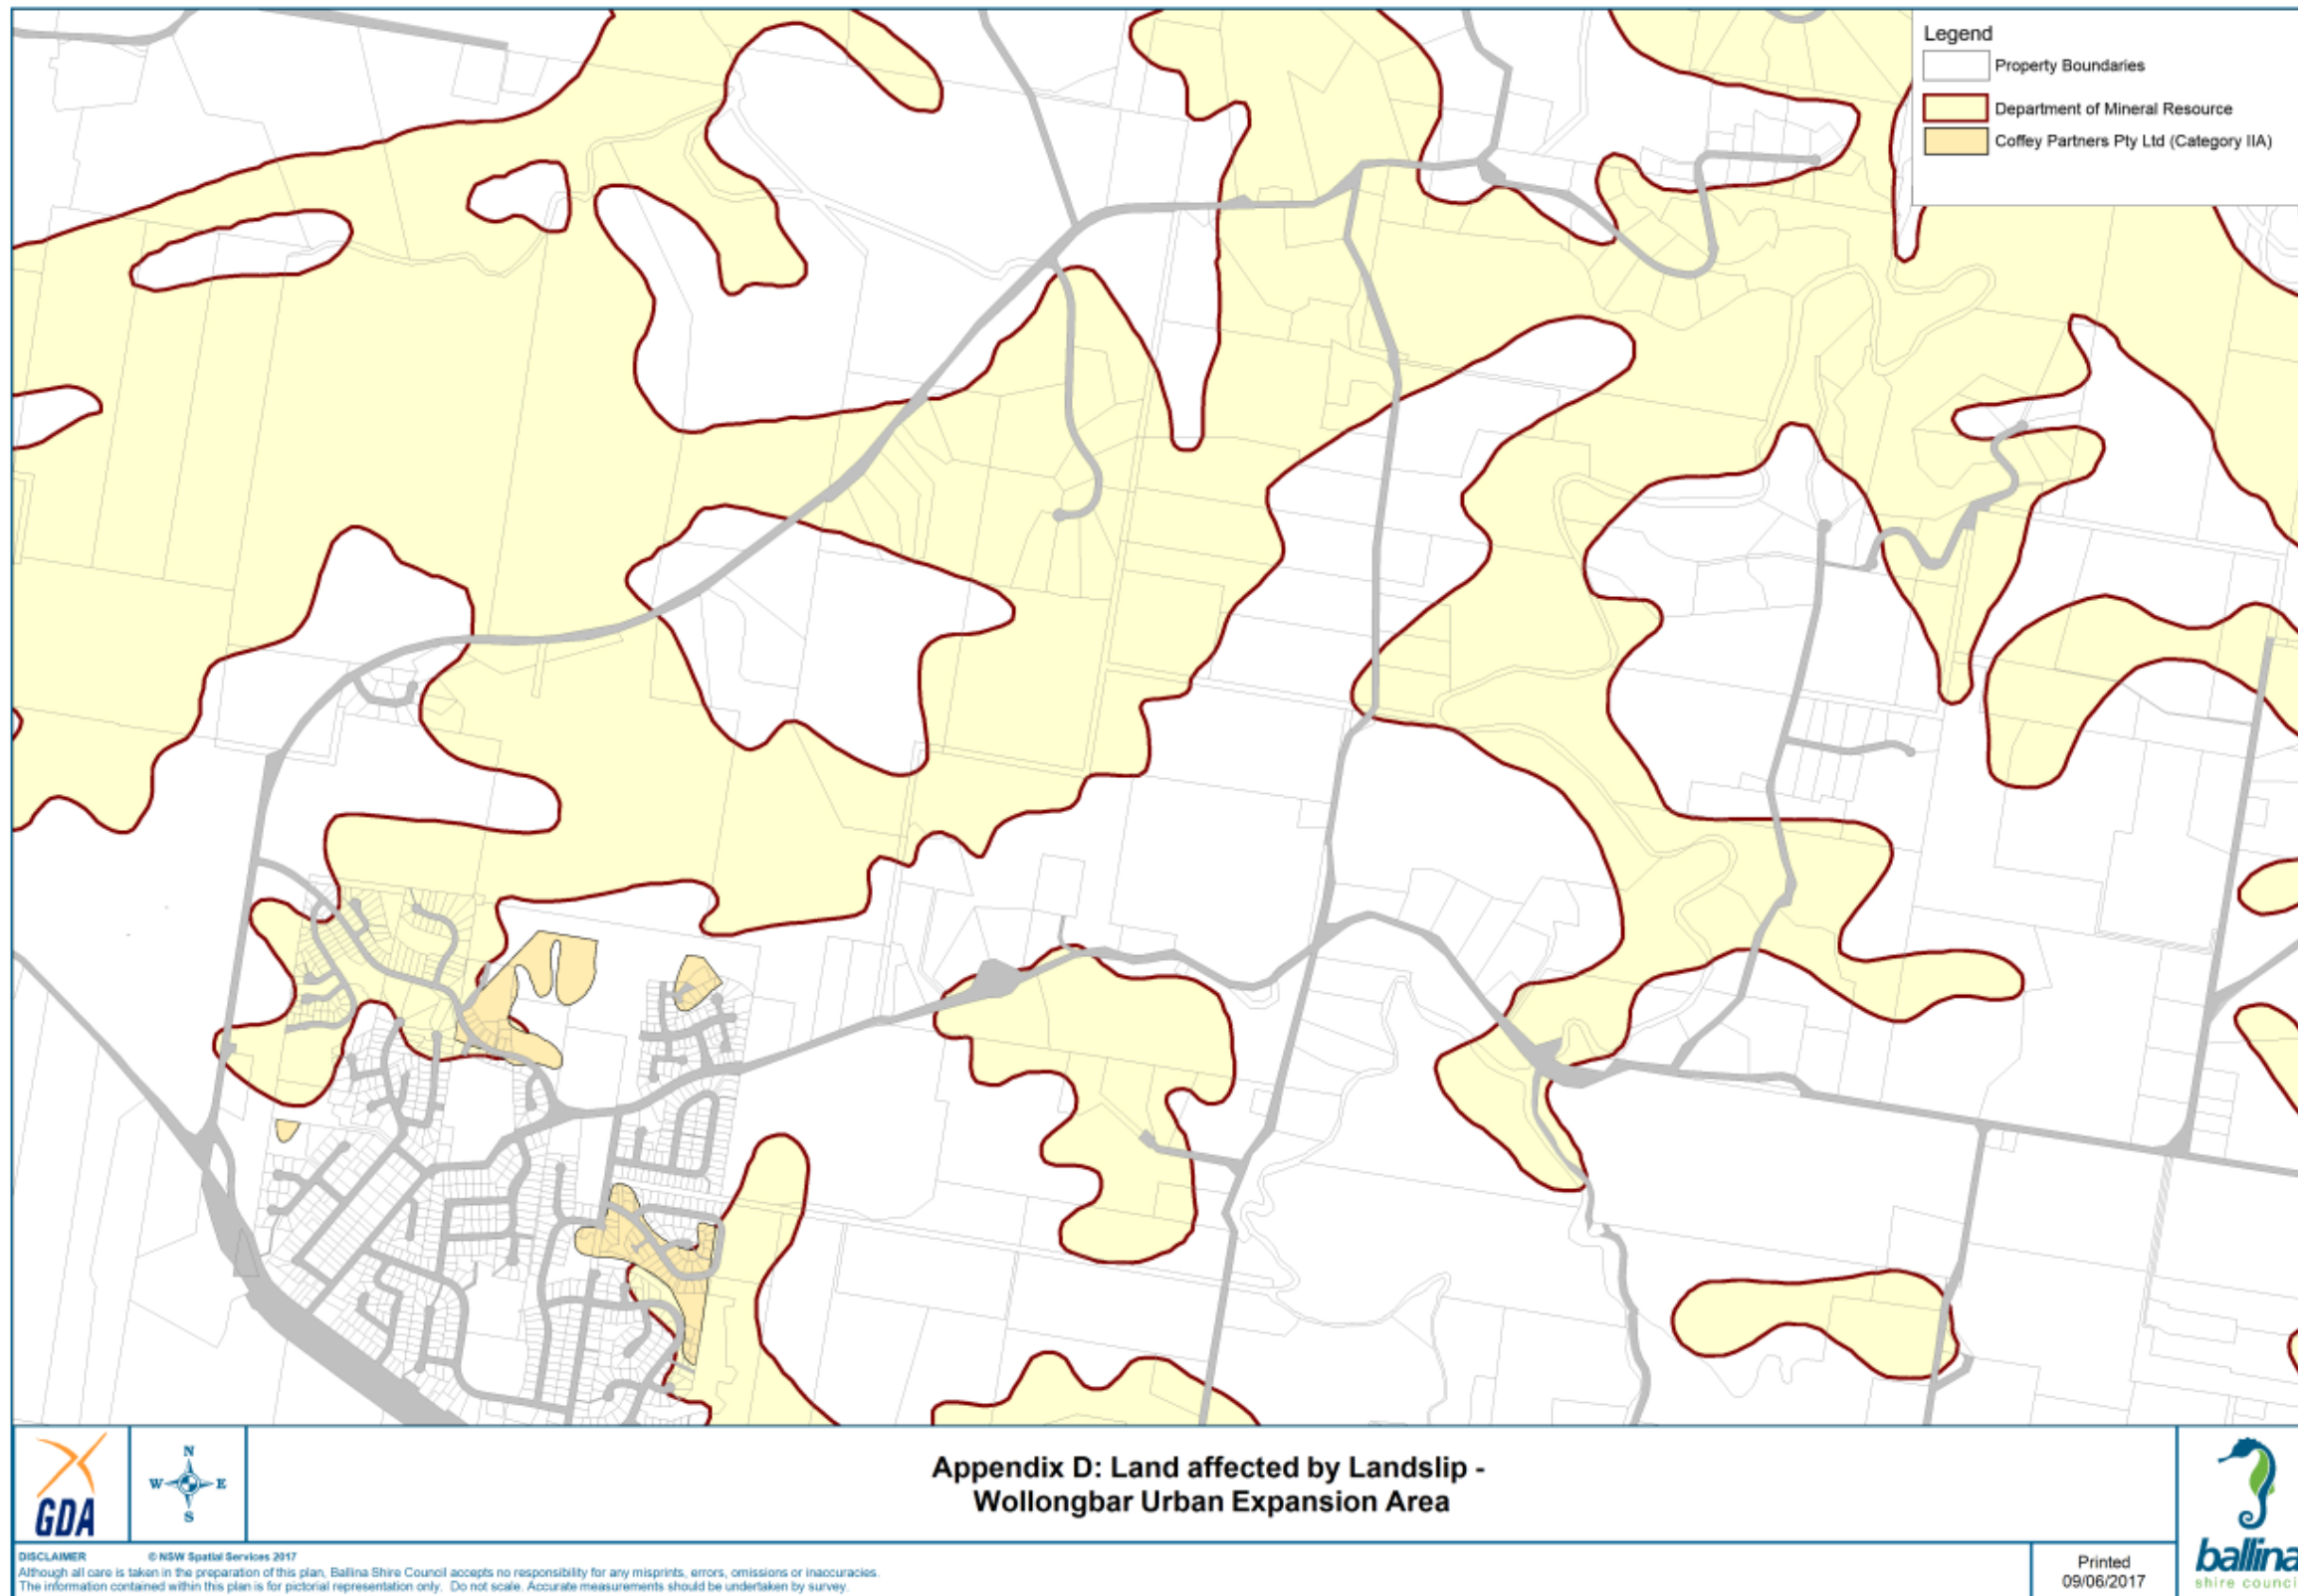 Legend
Property Boundaries
Department of Mineral Resource
Coffey Partners Pty Ltd (Category IIA)
GDA
N
W E
S
Appendix D: Land affected by Landslip -
Wollongbar Urban Expansion Area
DISCLAIMER © NSW Spatial Services 2017
Although all care is taken in the preparation of this plan, Ballina Shire Council accepts no responsibility for any misprints, errors, omissions or inaccuracies.
The information contained within this plan is for pictorial representation only. Do not scale. Accurate measurements should be undertaken by survey.
Printed
09/06/2017
ballina
shire counci